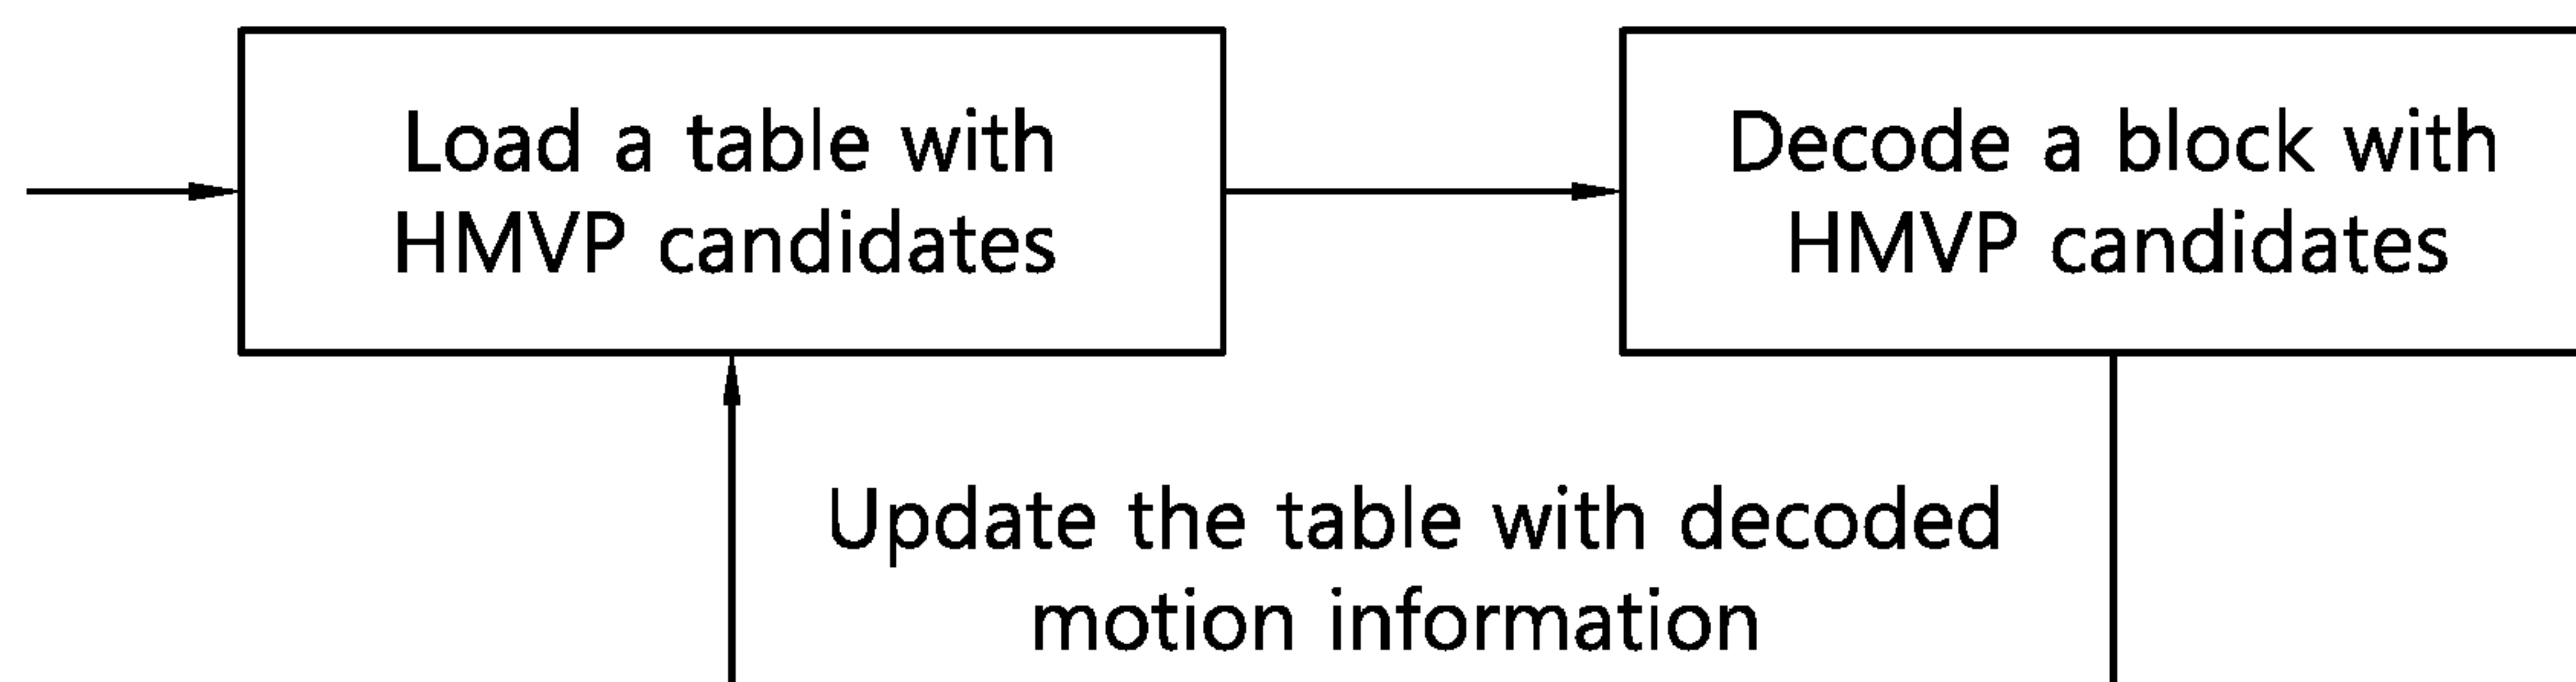 Load a table with
HMVP candidates
Decode a block with
HMVP candidates
Update the table with decoded
motion information